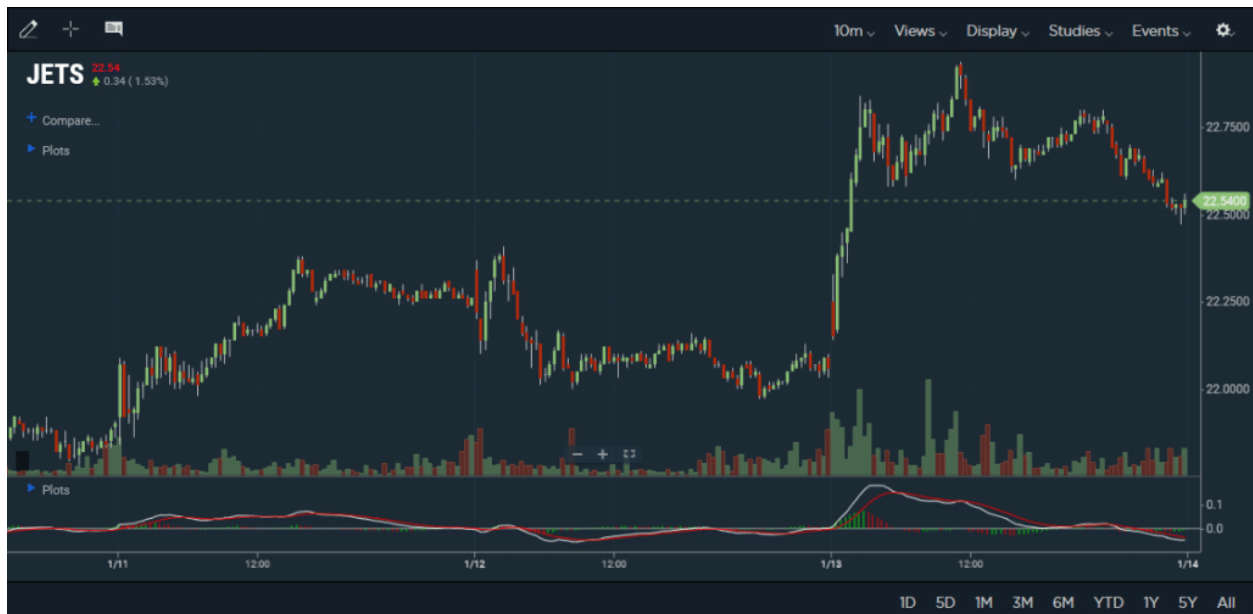 10m Views Display Studies Events
JETS 22.54
0.34 ( 1.53%)
Compare...
Plots
22.7500
22.5400
22.5000
22.2500
22.0000
Plots
0.1
0.0
1/11 12:00 1/12 12:00 1/13 12:00 1/14
1D 5D 1M 3M 6M YTD 1Y 5Y All